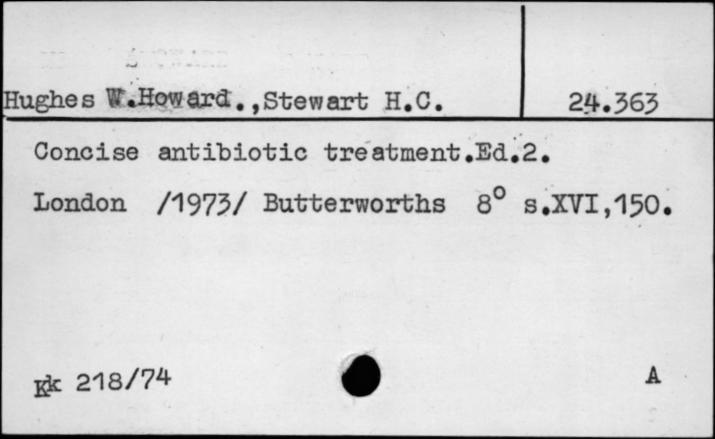 Hughes W.Howard.,Stewart H.C. 24.363
Concise antibiotic treatment.Ed.2.
London /1973/ Butterworths 8° s.XVI,150.
Kk 218/74 A